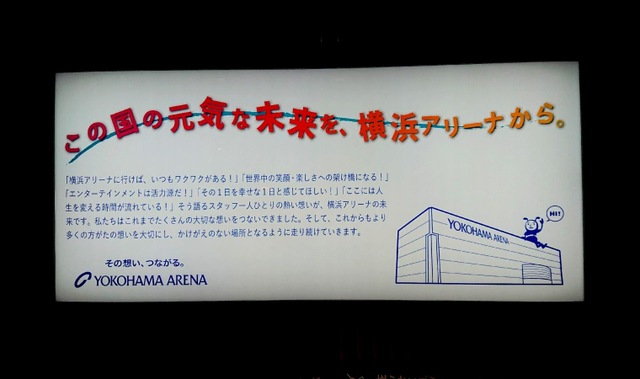 この国の元気な未来を、横浜アリーナから。
「横浜アリーナに行けば、いつもワクワクがある！」「世界中の笑顔・楽しさへの架け橋になる！」
「エンターテインメントは活力源だ！」「その1日を幸せな1日と感じてほしい！」「ここには人
生を変える時間が流れている！」そう語るスタッフ一人ひとりの熱い想いが、横浜アリーナの未
来です。私たちはこれまでたくさんの大切な想いをつないできました。そして、これからもより
多くの方がたの想いを大切にし、かけがえのない場所となるように走り続けていきます。
その想い、つながる。
YOKOHAMA ARENA
YOKOHAMA ARENA
HI!